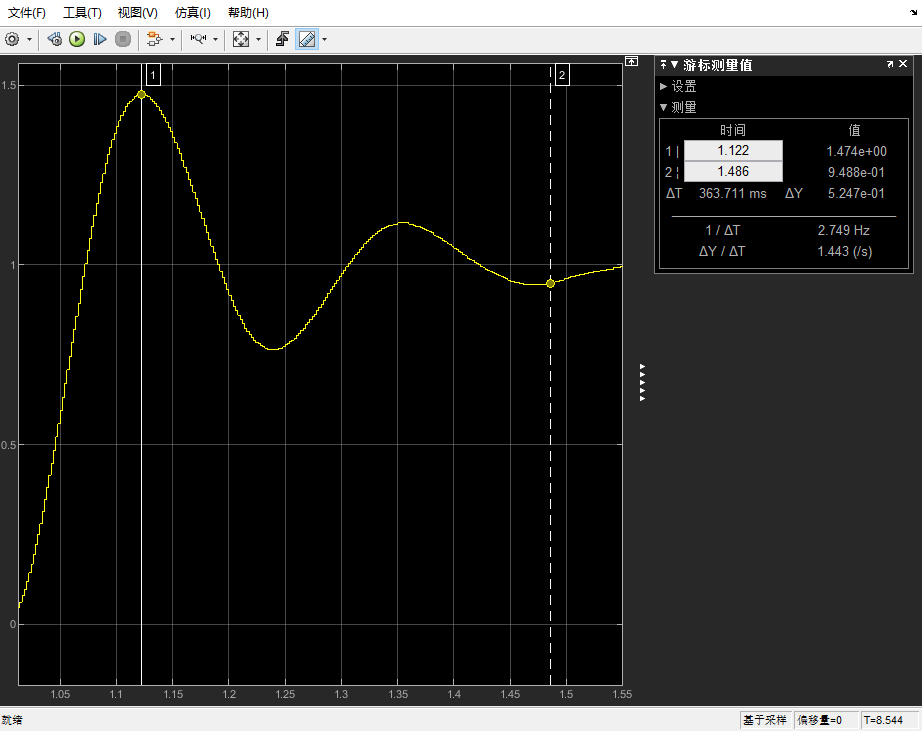 文件(F) 工具(T) 视图(V) 仿真(I) 帮助(H)
1 2
1.5
1
0.5
0
1.05 1.1 1.15 1.2 1.25 1.3 1.35 1.4 1.45 1.5 1.55
游标测量值
设置
测量
时间 值
1 | 1.122 1.474e+00
2 ¦ 1.486 9.488e-01
ΔT 363.711 ms ΔY 5.247e-01
1 / ΔT 2.749 Hz
ΔY / ΔT 1.443 (/s)
就绪 基于采样 偏移量=0 T=8.544